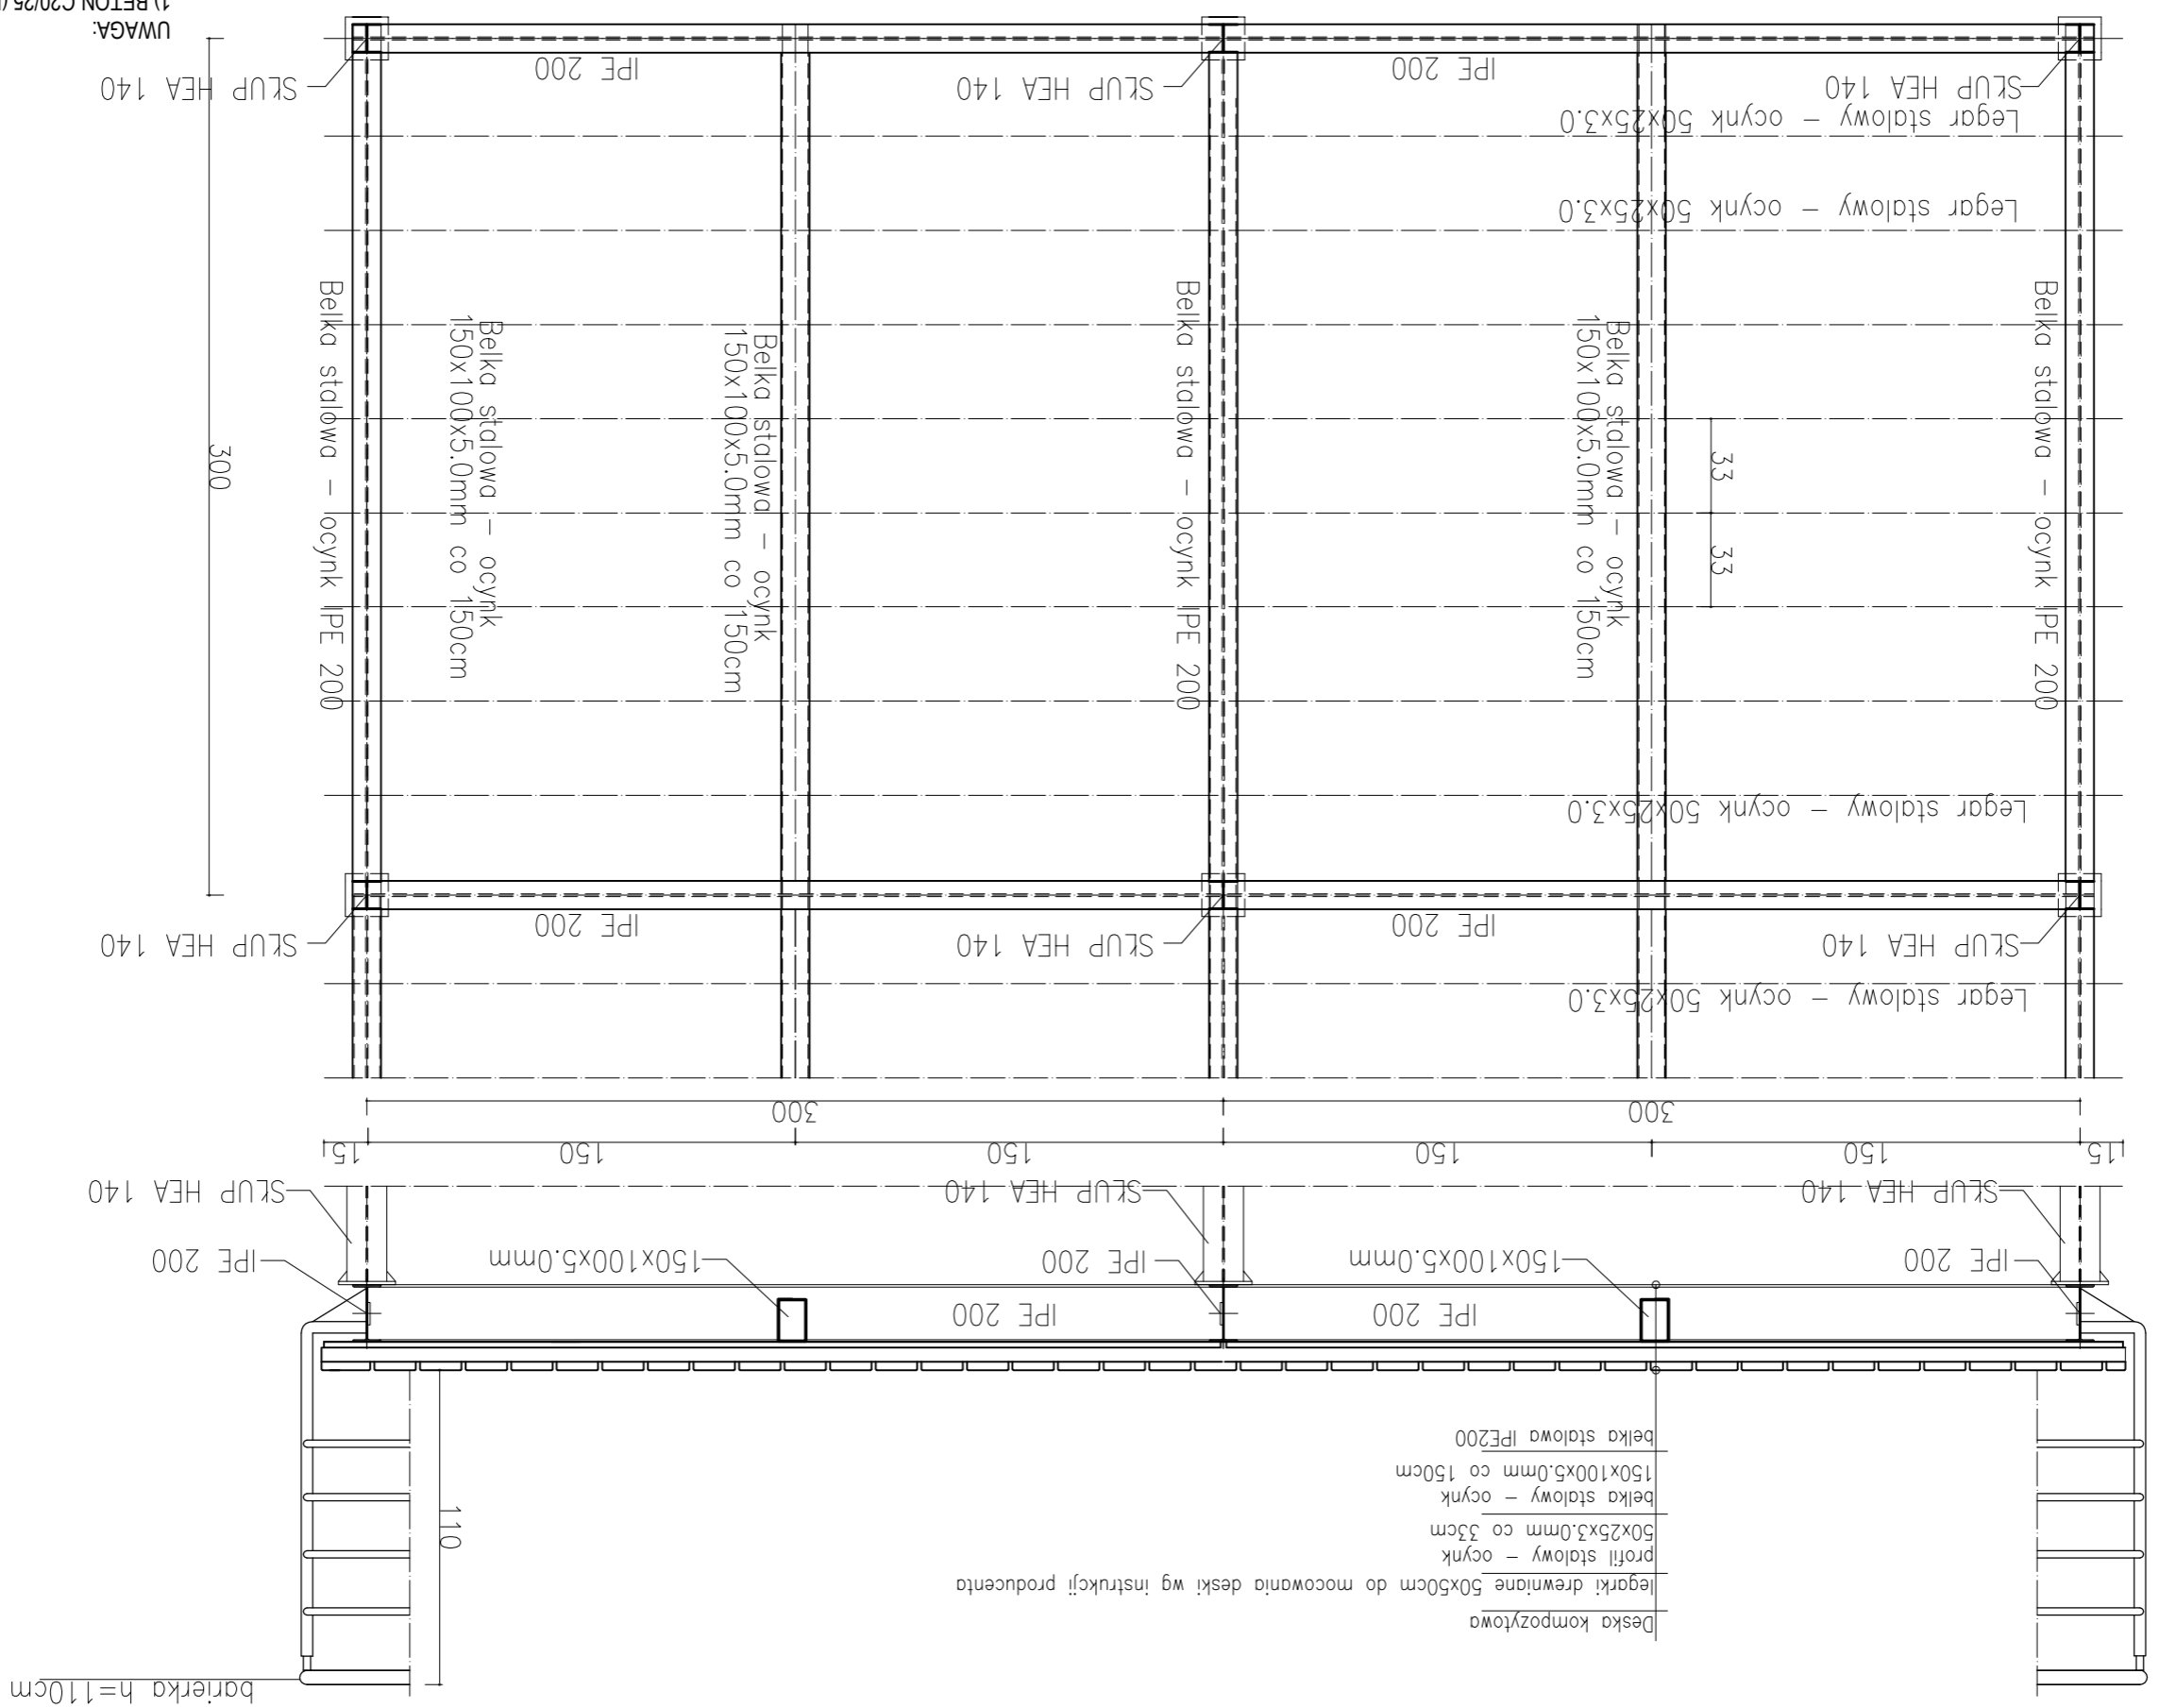 barierka h=110cm
Deska kompozytowa
legarki drewniane 50x50cm do mocowania deski wg instrukcji producenta
profil stalowy – ocynk
50x25x3.0mm co 33cm
belka stalowy – ocynk
150x100x5.0mm co 150cm
belka stalowa IPE200
110
IPE 200
IPE 200
IPE 200
150x100x5.0mm
IPE 200
150x100x5.0mm
IPE 200
SŁUP HEA 140
SŁUP HEA 140
SŁUP HEA 140
15
150
150
150
150
15
300
300
Legar stalowy – ocynk 50x25x3.0
SŁUP HEA 140
SŁUP HEA 140
SŁUP HEA 140
IPE 200
IPE 200
Legar stalowy – ocynk 50x25x3.0
Belka stalowa – ocynk IPE 200
33
33
Belka stalowa – ocynk
150x100x5.0mm co 150cm
Belka stalowa – ocynk IPE 200
Belka stalowa – ocynk
150x100x5.0mm co 150cm
Belka stalowa – ocynk
150x100x5.0mm co 150cm
Belka stalowa – ocynk IPE 200
300
Legar stalowy – ocynk 50x25x3.0
Legar stalowy – ocynk 50x25x3.0
SŁUP HEA 140
SŁUP HEA 140
SŁUP HEA 140
IPE 200
IPE 200
UWAGA:
1) BETON C20/25